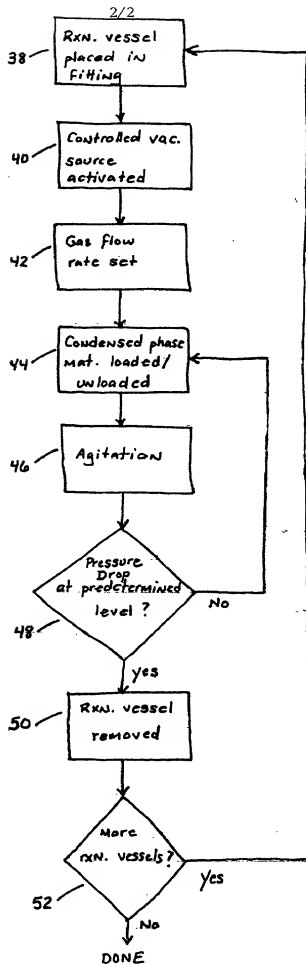 2/2
38
Rxn. vessel
placed in
fitting
40
Controlled vac.
source
activated
42
Gas flow
rate set
44
Condensed phase
mat. loaded/
unloaded
46
Agitation
48
Pressure
Drop
at predetermined
level ?
No
yes
50
Rxn. vessel
removed
52
More
rxn. vessels?
Yes
No
DONE